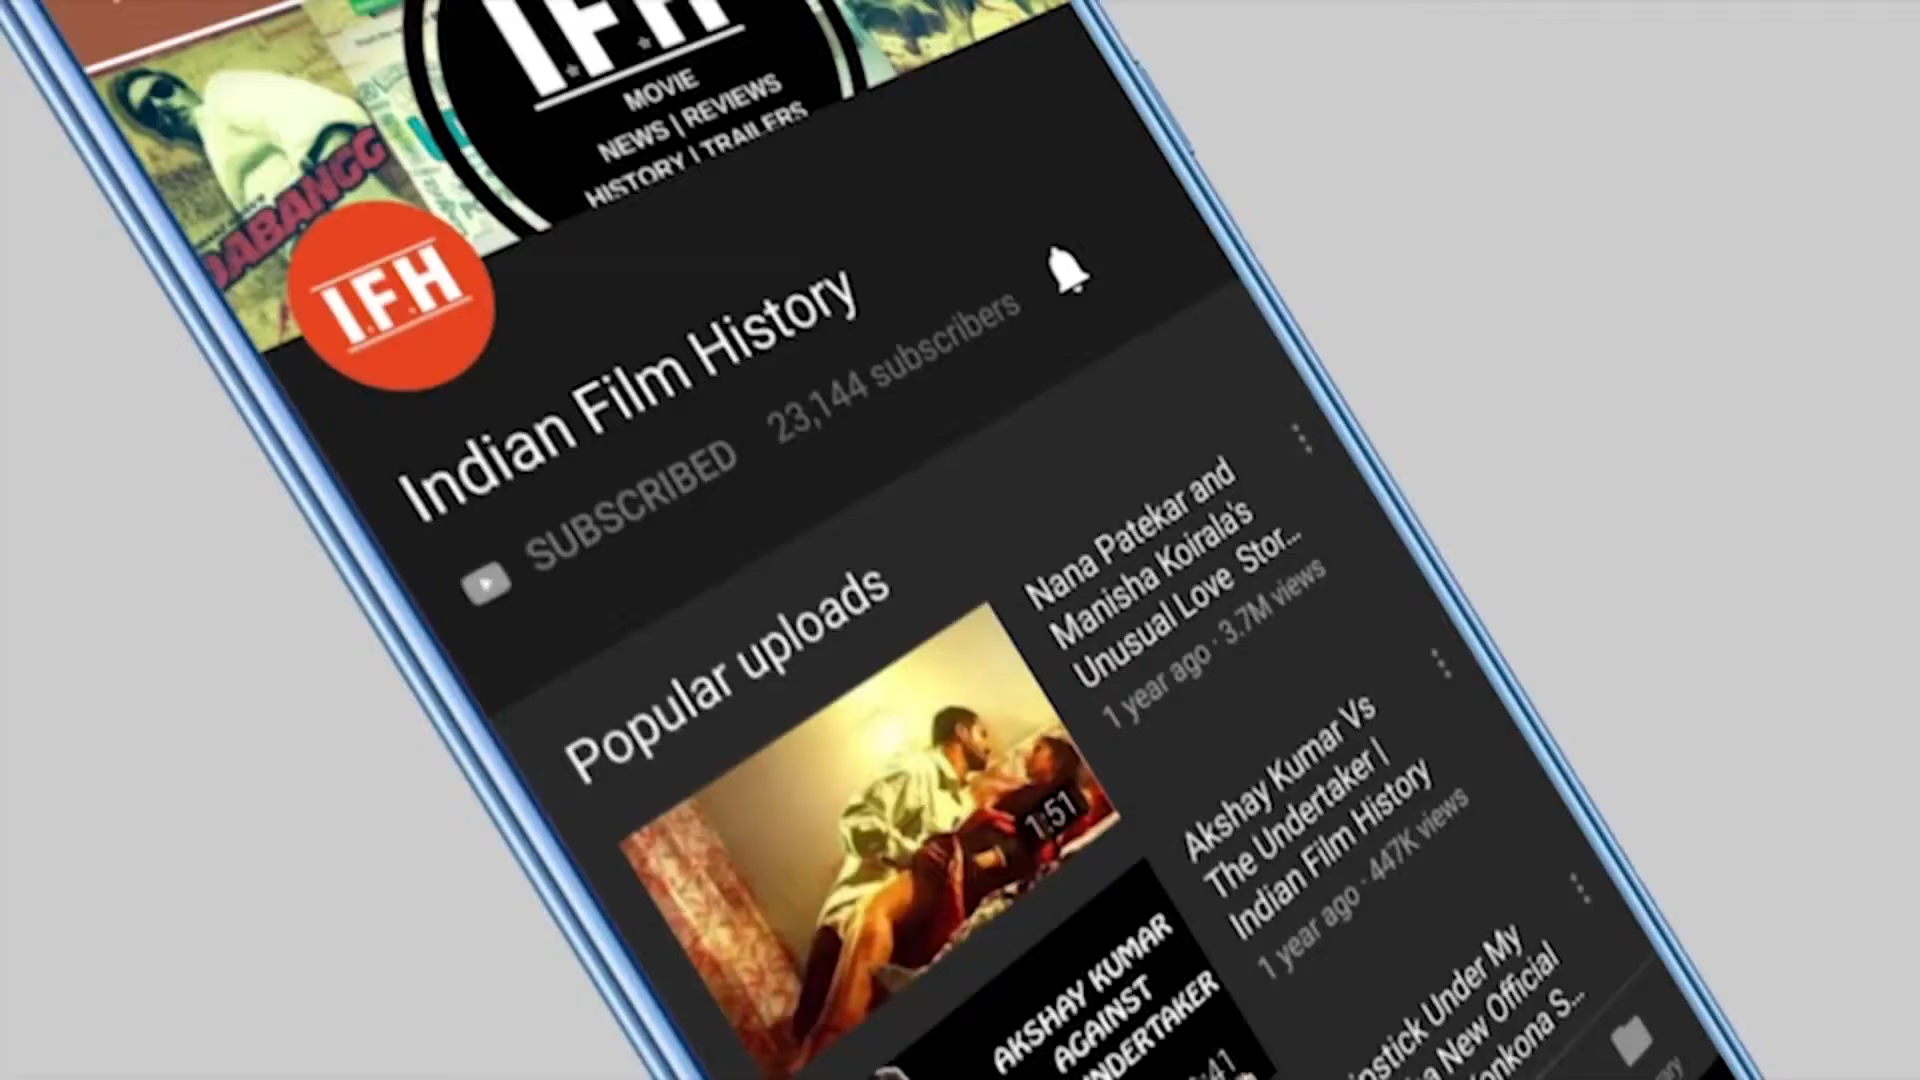 I.F.H
MOVIE
NEWS | REVIEWS
HISTORY | TRAILERS
DABANGG
I.F.H
Indian Film History
SUBSCRIBED 23,144 subscribers
Popular uploads
1:51
Nana Patekar and
Manisha Koirala's
Unusual Love Stor...
1 year ago · 3.7M views
AKSHAY KUMAR
AGAINST
UNDERTAKER
:41
Akshay Kumar Vs
The Undertaker |
Indian Film History
1 year ago · 447K views
Under My
New Official
S...